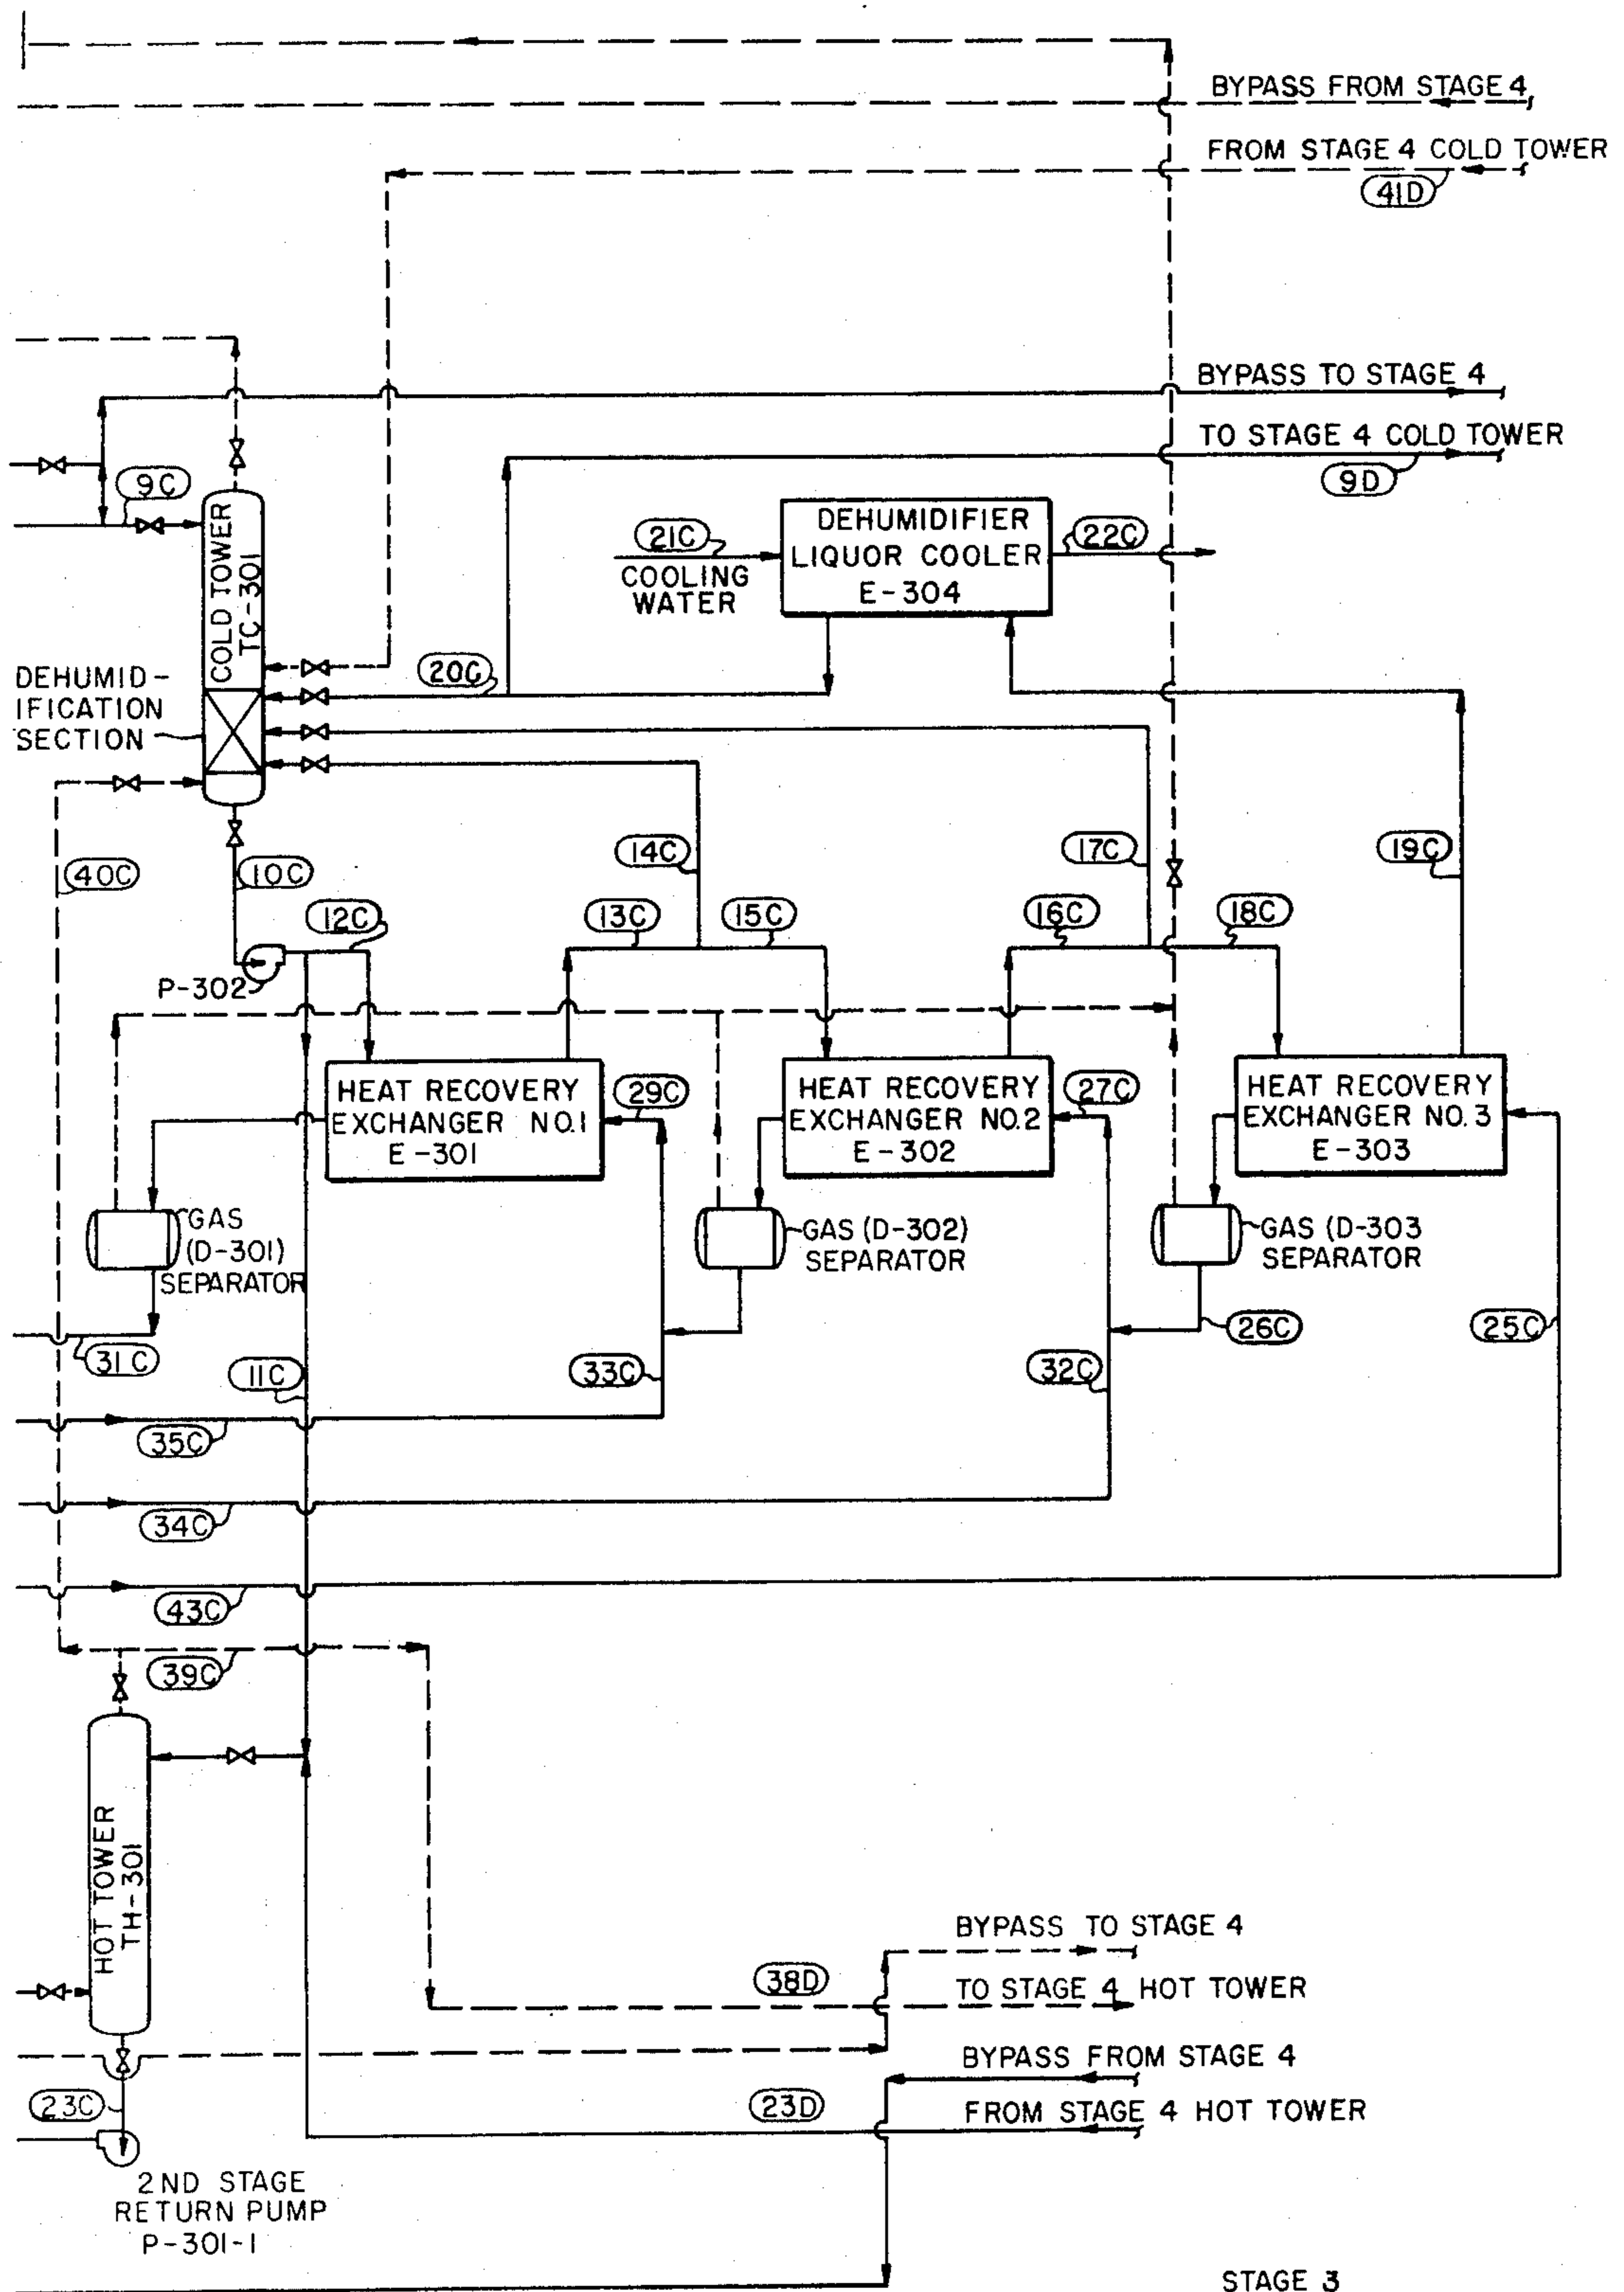 BYPASS FROM STAGE 4
FROM STAGE 4 COLD TOWER
41D
BYPASS TO STAGE 4
TO STAGE 4 COLD TOWER
9D
9C
COLD TOWER
TC-301
21C
COOLING
WATER
DEHUMIDIFIER
LIQUOR COOLER
E-304
22C
DEHUMID-
IFICATION
SECTION
20C
40C
10C
14C
17C
19C
12C
13C
15C
16C
18C
P-302
HEAT RECOVERY
EXCHANGER NO.1
E-301
29C
HEAT RECOVERY
EXCHANGER NO.2
E-302
27C
HEAT RECOVERY
EXCHANGER NO.3
E-303
GAS
(D-301)
SEPARATOR
GAS (D-302)
SEPARATOR
GAS (D-303
SEPARATOR
31C
11C
33C
32C
26C
25C
35C
34C
43C
39C
HOT TOWER
TH-301
BYPASS TO STAGE 4
38D
TO STAGE 4 HOT TOWER
BYPASS FROM STAGE 4
23C
23D
FROM STAGE 4 HOT TOWER
2ND STAGE
RETURN PUMP
P-301-1
STAGE 3